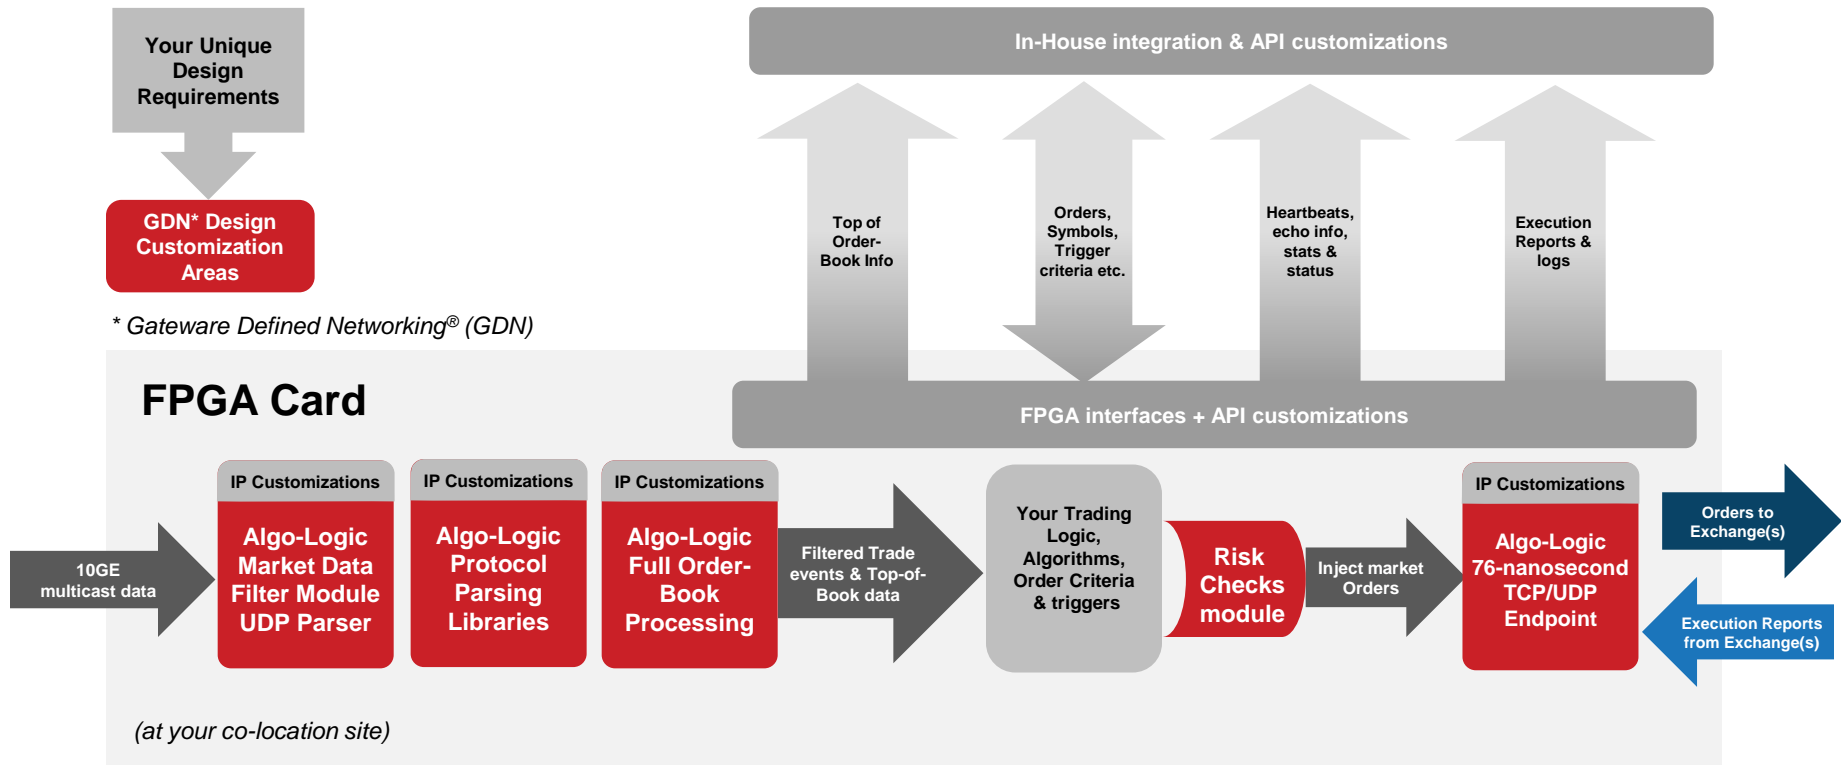 Your Unique
Design
Requirements
GDN* Design
Customization
Areas
* Gateware Defined Networking® (GDN)
In-House integration & API customizations
Top of
Order-
Book Info
Orders,
Symbols,
Trigger
criteria etc.
Heartbeats,
echo info,
stats &
status
Execution
Reports &
logs
FPGA Card
FPGA interfaces + API customizations
10GE
multicast data
IP Customizations
Algo-Logic
Market Data
Filter Module
UDP Parser
IP Customizations
Algo-Logic
Protocol
Parsing
Libraries
IP Customizations
Algo-Logic
Full Order-
Book
Processing
Filtered Trade
events & Top-of-
Book data
Your Trading
Logic,
Algorithms,
Order Criteria
& triggers
Risk
Checks
module
Inject market
Orders
IP Customizations
Algo-Logic
76-nanosecond
TCP/UDP
Endpoint
Orders to
Exchange(s)
Execution Reports
from Exchange(s)
(at your co-location site)